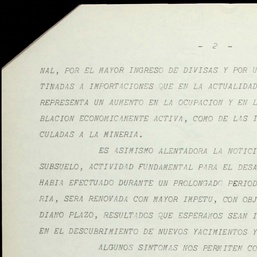 - 2 -
NAL, POR EL MAYOR INGRESO DE DIVISAS Y POR
TINADAS A IMPORTACIONES QUE EN LA ACTUALIDAD
REPRESENTA UN AUMENTO EN LA OCUPACION Y EN L
BLACION ECONOMICAMENTE ACTIVA, COMO DE LAS
CULADAS A LA MINERIA.
ES ASIMISMO ALENTADORA LA NOTICI
SUBSUELO, ACTIVIDAD FUNDAMENTAL PARA EL DESA
HABIA EFECTUADO DURANTE UN PROLONGADO PERIOD
RIA, SERA RENOVADA CON MAYOR IMPETU, CON OBJ
DIANO PLAZO, RESULTADOS QUE ESPERAMOS SEAN
EN EL DESCUBRIMIENTO DE NUEVOS YACIMIENTOS Y
ALGUNOS SINTOMAS NOS PERMITEN CO